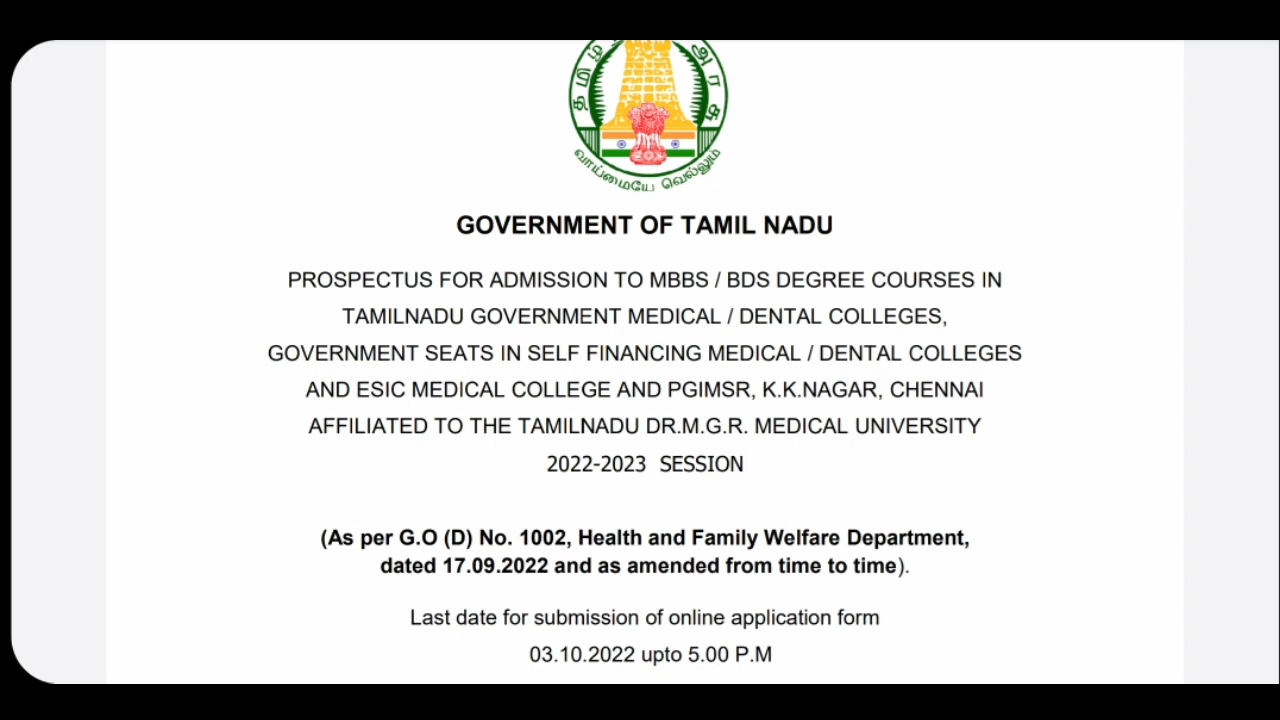 தமிழ் அரசு
வாய்மையே வெல்லும்
GOVERNMENT OF TAMIL NADU
PROSPECTUS FOR ADMISSION TO MBBS / BDS DEGREE COURSES IN
TAMILNADU GOVERNMENT MEDICAL / DENTAL COLLEGES,
GOVERNMENT SEATS IN SELF FINANCING MEDICAL / DENTAL COLLEGES
AND ESIC MEDICAL COLLEGE AND PGIMSR, K.K.NAGAR, CHENNAI
AFFILIATED TO THE TAMILNADU DR.M.G.R. MEDICAL UNIVERSITY
2022-2023 SESSION
(As per G.O (D) No. 1002, Health and Family Welfare Department,
dated 17.09.2022 and as amended from time to time).
Last date for submission of online application form
03.10.2022 upto 5.00 P.M